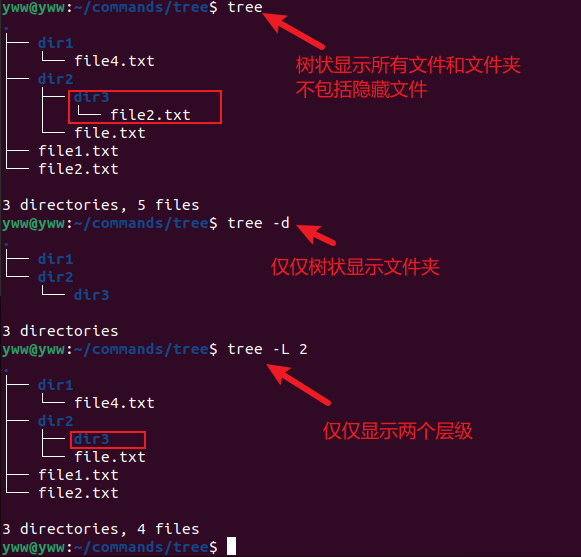 yww@yww:~/commands/tree$ tree
.
├── dir1
│   └── file4.txt
├── dir2
│   ├── dir3
│   │   └── file2.txt
│   └── file.txt
├── file1.txt
└── file2.txt
树状显示所有文件和文件夹
不包括隐藏文件
3 directories, 5 files
yww@yww:~/commands/tree$ tree -d
.
├── dir1
└── dir2
    └── dir3
仅仅树状显示文件夹
3 directories
yww@yww:~/commands/tree$ tree -L 2
.
├── dir1
│   └── file4.txt
├── dir2
│   ├── dir3
│   └── file.txt
├── file1.txt
└── file2.txt
仅仅显示两个层级
3 directories, 4 files
yww@yww:~/commands/tree$